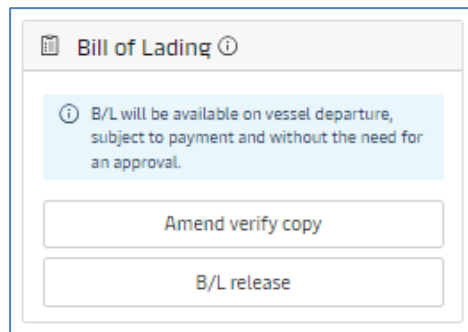 Bill of Lading
B/L will be available on vessel departure,
subject to payment and without the need for
an approval.
Amend verify copy
B/L release